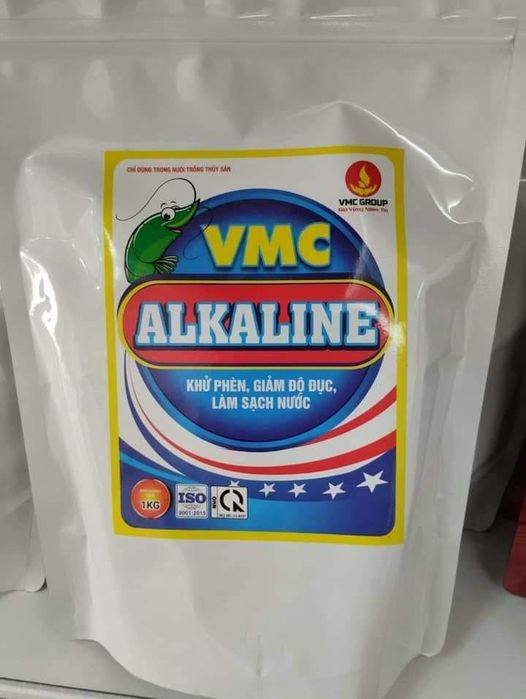 CHỈ DÙNG TRONG NUÔI TRỒNG THỦY SẢN
VMC GROUP
VMC
ALKALINE
KHỬ PHÈN, GIẢM ĐỘ ĐỤC,
LÀM SẠCH NƯỚC
1KG
ISO
9001:2015